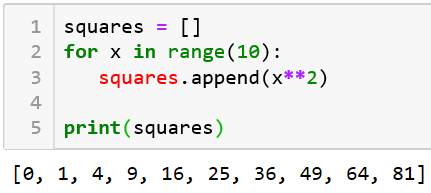 1 squares = []
2 for x in range(10):
3    squares.append(x**2)
4
5 print(squares)
[0, 1, 4, 9, 16, 25, 36, 49, 64, 81]